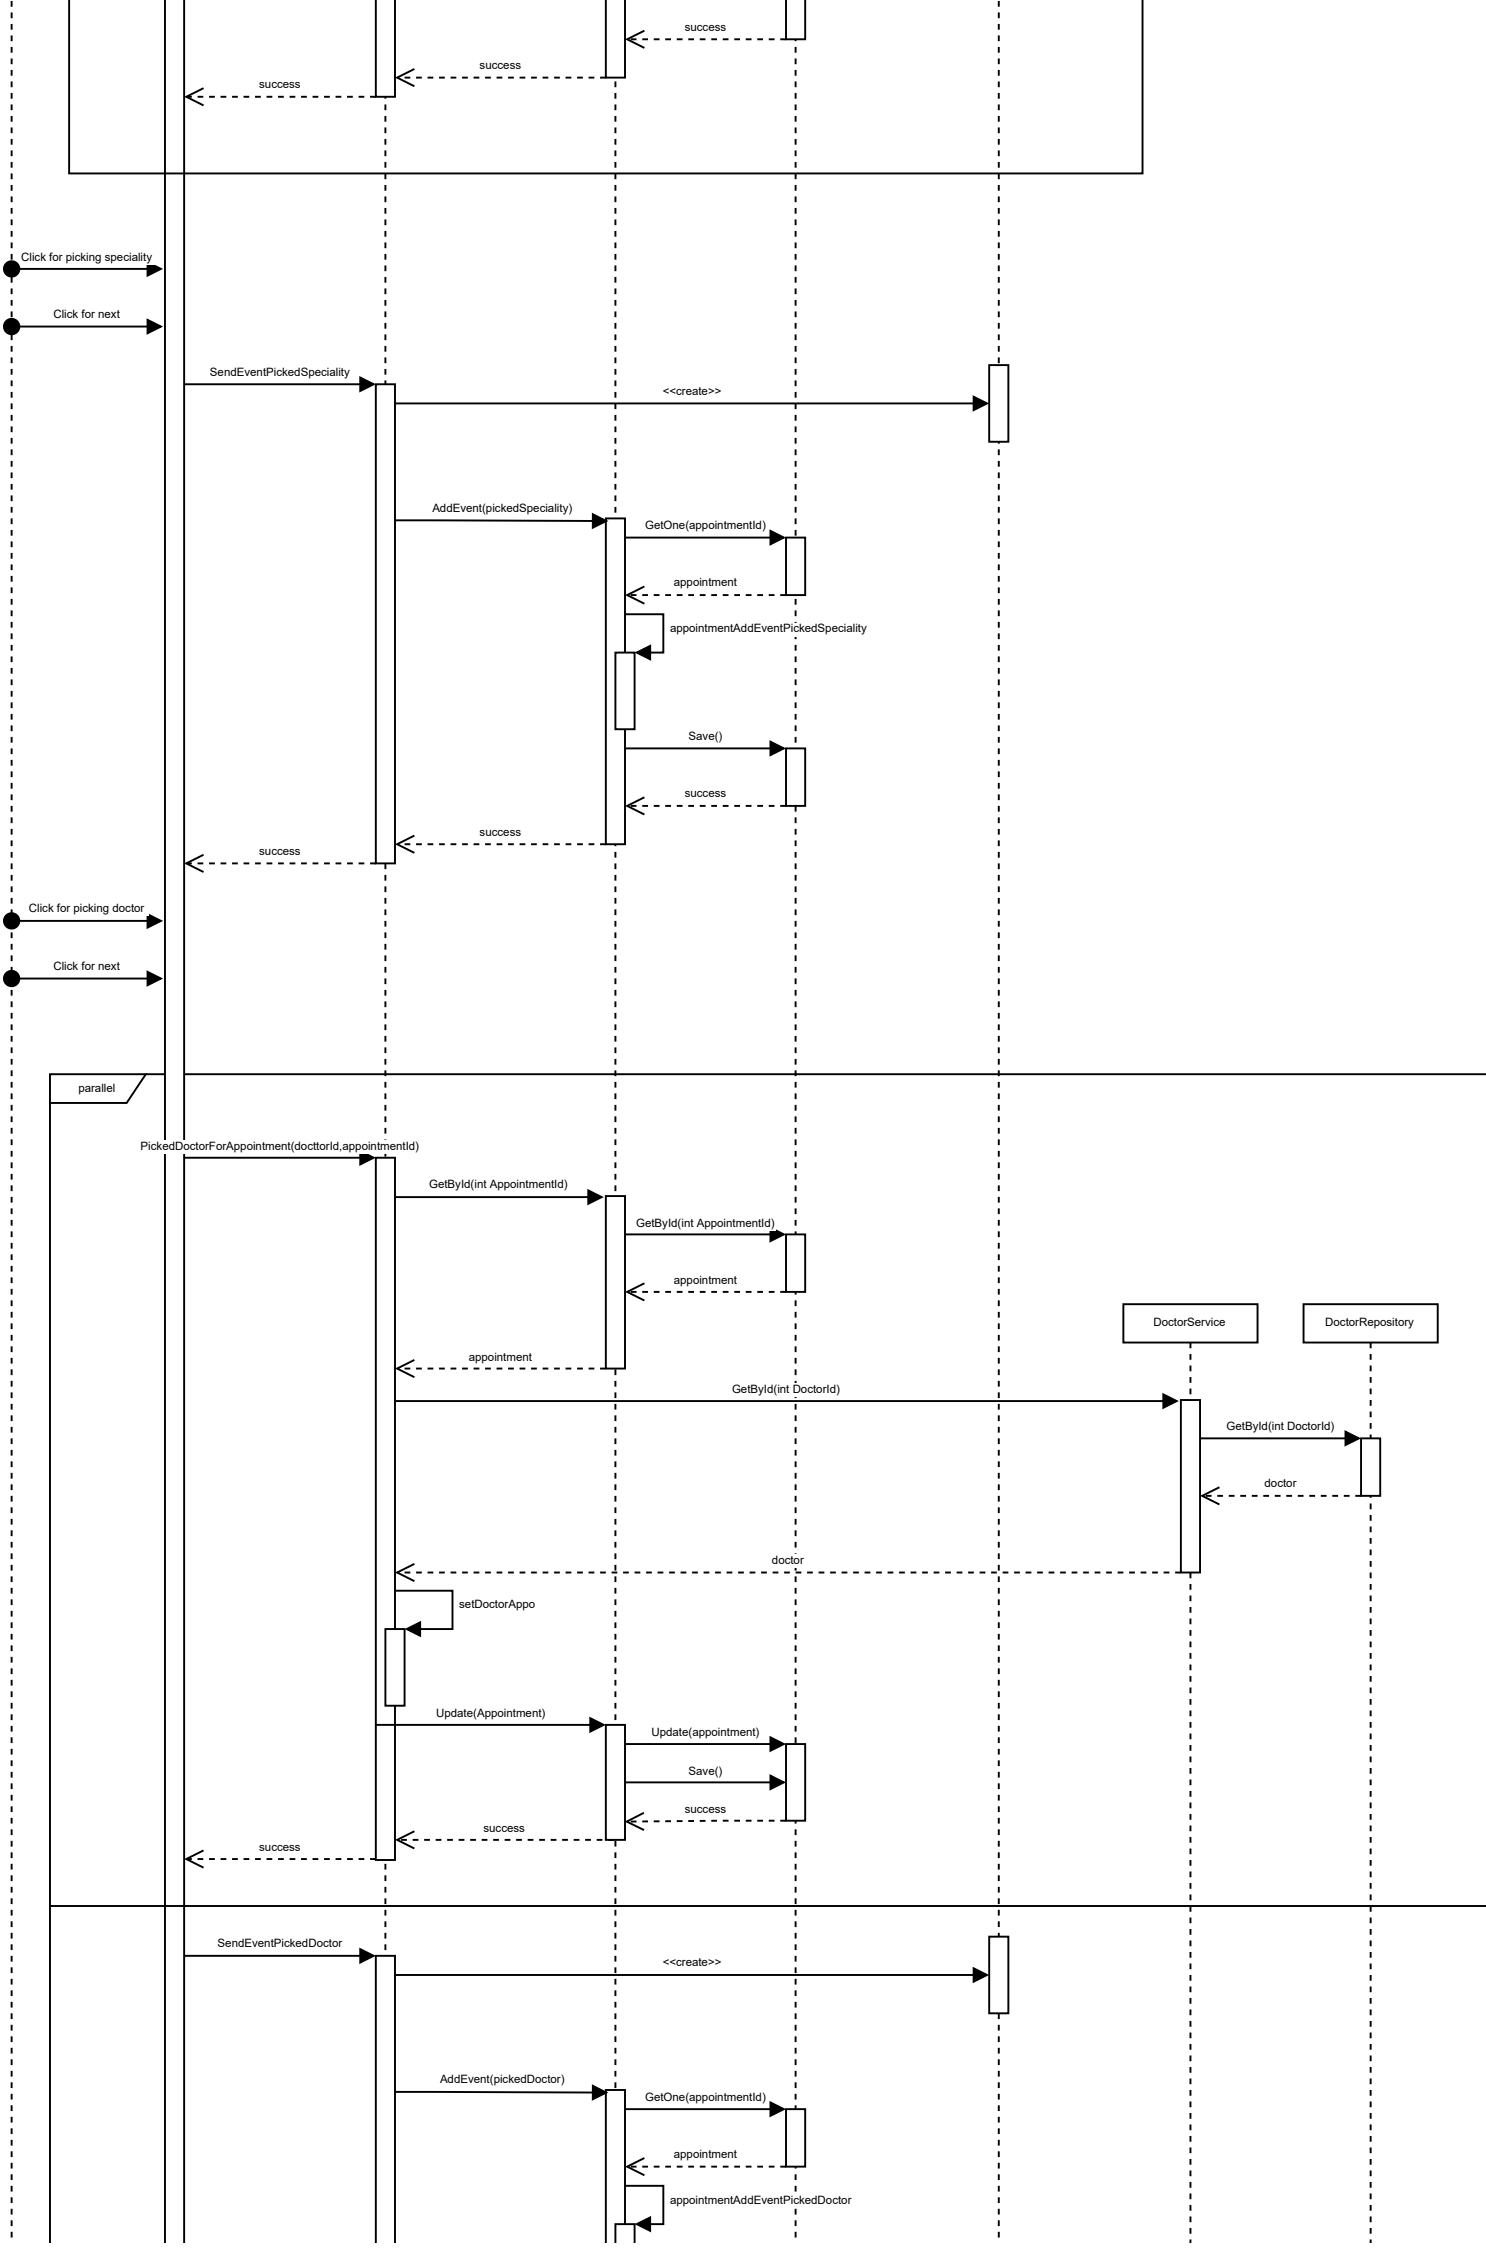 success
success
success
Click for picking speciality
Click for next
SendEventPickedSpeciality
<<create>>
AddEvent(pickedSpeciality)
GetOne(appointmentId)
appointment
appointmentAddEventPickedSpeciality
Save()
success
success
success
Click for picking doctor
Click for next
parallel
PickedDoctorForAppointment(docttorId,appointmentId)
GetById(int AppointmentId)
GetById(int AppointmentId)
appointment
DoctorService
DoctorRepository
appointment
GetById(int DoctorId)
GetById(int DoctorId)
doctor
doctor
setDoctorAppo
Update(Appointment)
Update(appointment)
Save()
success
success
success
SendEventPickedDoctor
<<create>>
AddEvent(pickedDoctor)
GetOne(appointmentId)
appointment
appointmentAddEventPickedDoctor